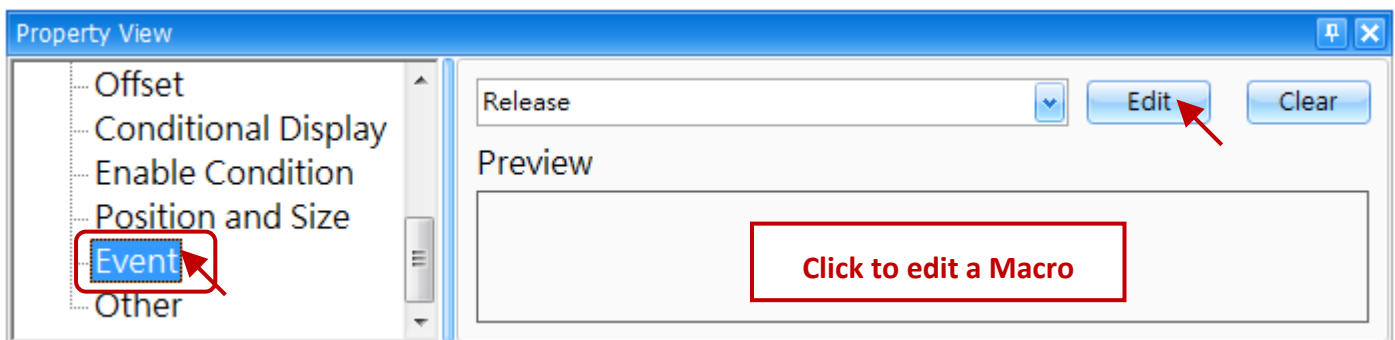 Property View
Offset
Conditional Display
Enable Condition
Position and Size
Event
Other
Release
Edit
Clear
Preview
Click to edit a Macro